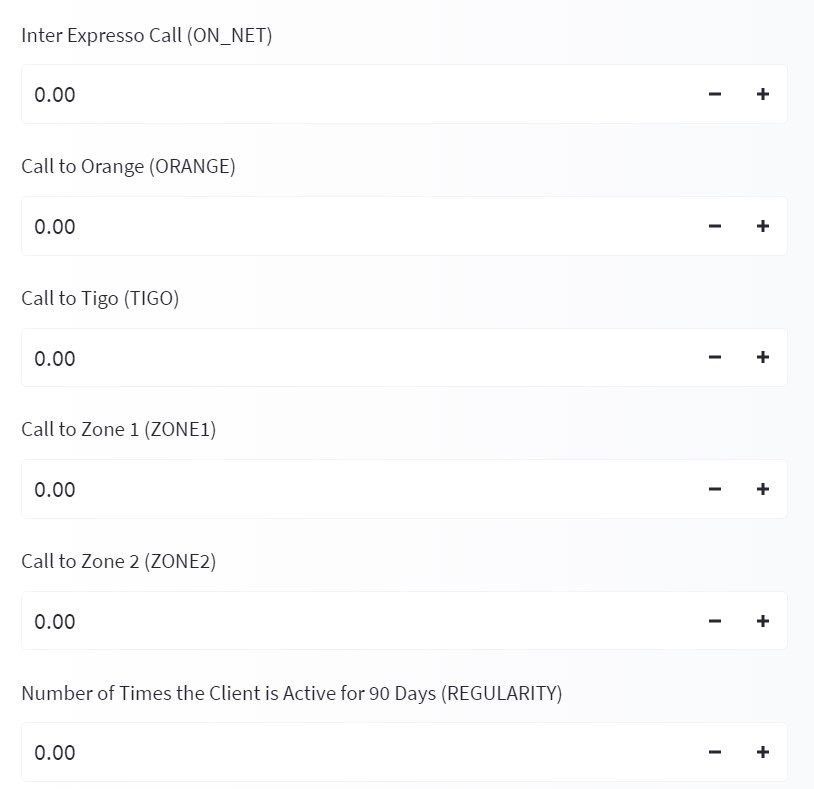 Inter Expresso Call (ON_NET)
0.00
Call to Orange (ORANGE)
0.00
Call to Tigo (TIGO)
0.00
Call to Zone 1 (ZONE1)
0.00
Call to Zone 2 (ZONE2)
0.00
Number of Times the Client is Active for 90 Days (REGULARITY)
0.00